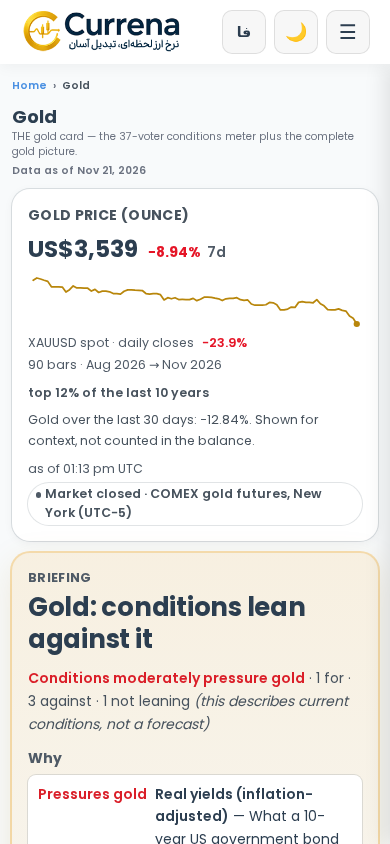 Currena
نرخ ارز لحظه‌ای، تبدیل آسان
فا
Home › Gold
Gold
THE gold card — the 37-voter conditions meter plus the complete
gold picture.
Data as of Nov 21, 2026
GOLD PRICE (OUNCE)
US$3,539 -8.94% 7d
XAUUSD spot · daily closes -23.9%
90 bars · Aug 2026 → Nov 2026
top 12% of the last 10 years
Gold over the last 30 days: -12.84%. Shown for
context, not counted in the balance.
as of 01:13 pm UTC
Market closed · COMEX gold futures, New
York (UTC-5)
BRIEFING
Gold: conditions lean
against it
Conditions moderately pressure gold · 1 for ·
3 against · 1 not leaning (this describes current
conditions, not a forecast)
Why
Pressures gold Real yields (inflation-
adjusted) — What a 10-
year US government bond